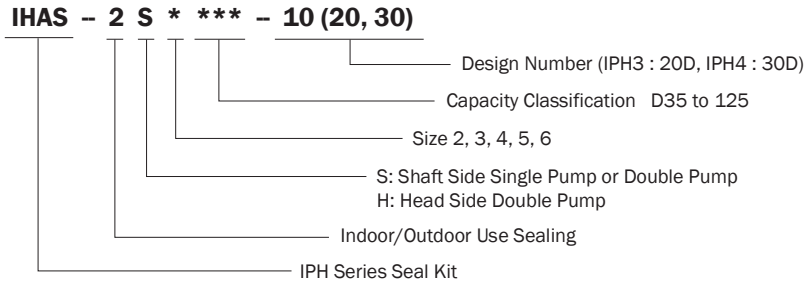 IHAS – 2 S * *** – 10 (20, 30)
Design Number (IPH3 : 20D, IPH4 : 30D)
Capacity Classification D35 to 125
Size 2, 3, 4, 5, 6
S: Shaft Side Single Pump or Double Pump
H: Head Side Double Pump
Indoor/Outdoor Use Sealing
IPH Series Seal Kit